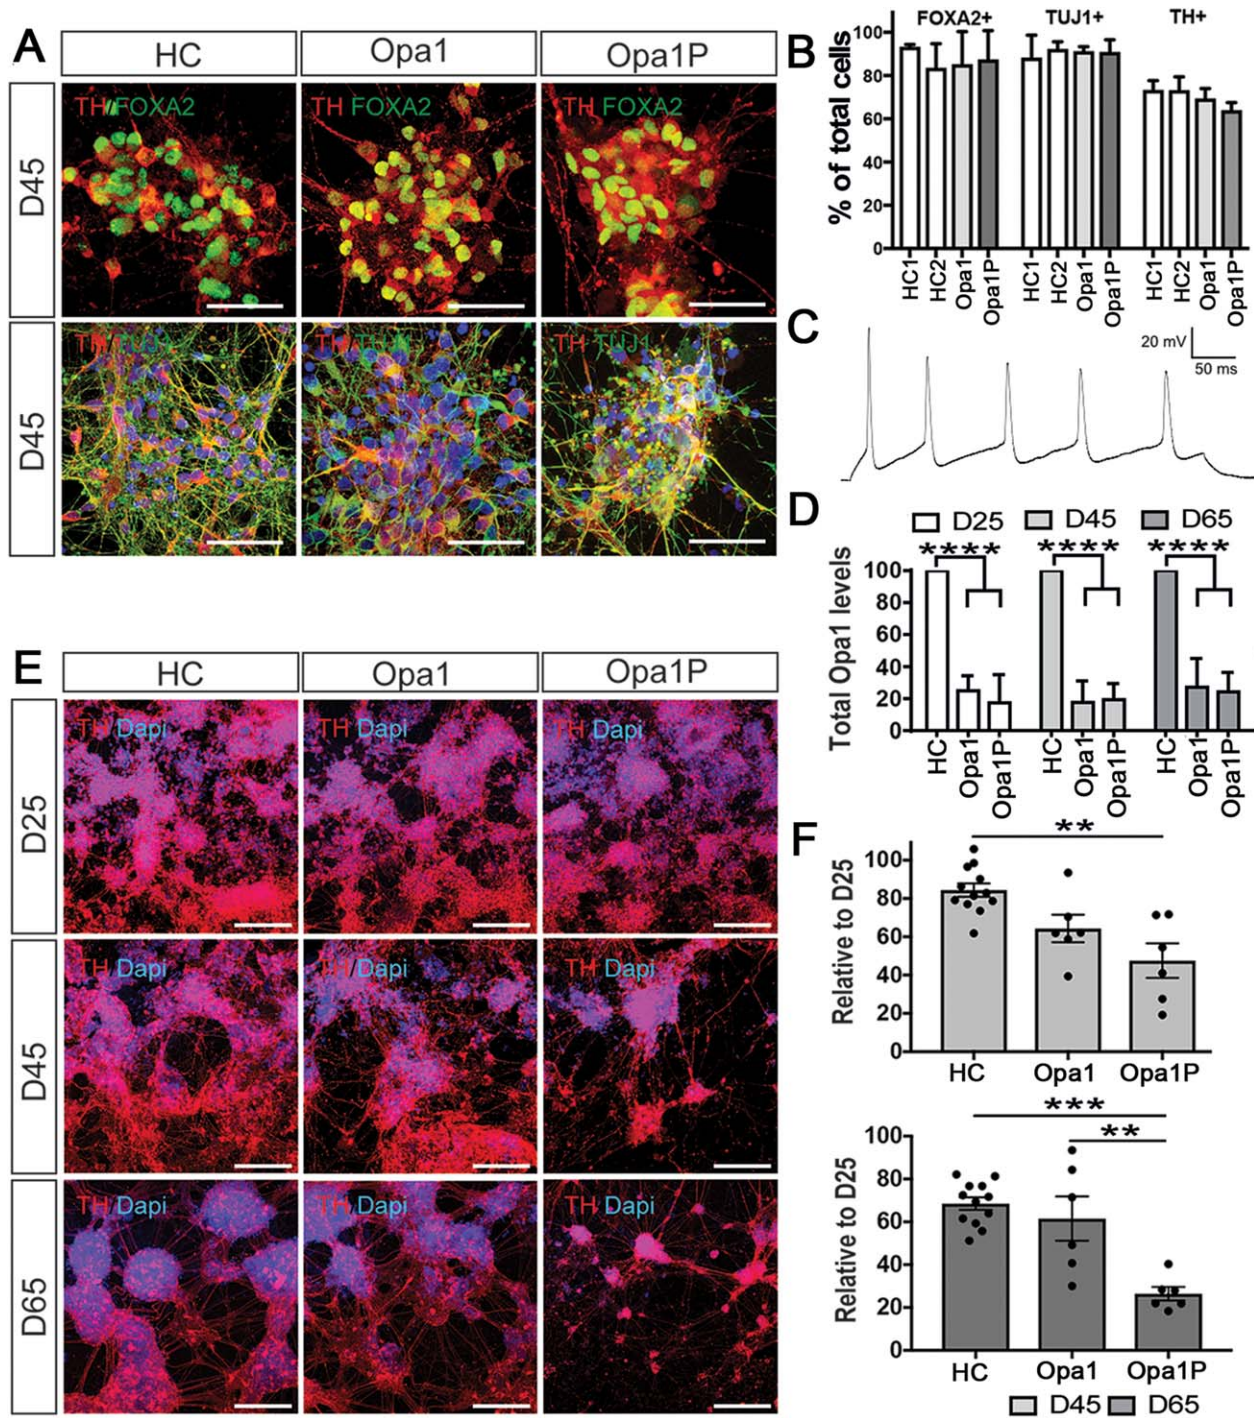 A
HC
Opa1
Opa1P
D45
TH/FOXA2
TH FOXA2
TH FOXA2
D45
TH/TUJ1
TH/TUJ1
TH TUJ1
B
FOXA2+
TUJ1+
TH+
% of total cells
100
80
60
40
20
0
HC1
HC2
Opa1
Opa1P
HC1
HC2
Opa1
Opa1P
HC1
HC2
Opa1
Opa1P
C
20 mV
50 ms
D
D25
D45
D65
****
****
****
Total Opa1 levels
100
80
60
40
20
0
HC
Opa1
Opa1P
HC
Opa1
Opa1P
HC
Opa1
Opa1P
E
HC
Opa1
Opa1P
D25
TH/Dapi
TH/Dapi
TH Dapi
D45
TH/Dapi
TH/Dapi
TH Dapi
D65
TH/Dapi
TH/Dapi
TH/Dapi
F
**
Relative to D25
100
80
60
40
20
0
HC
Opa1
Opa1P
***
**
Relative to D25
100
80
60
40
20
0
HC
Opa1
Opa1P
D45
D65